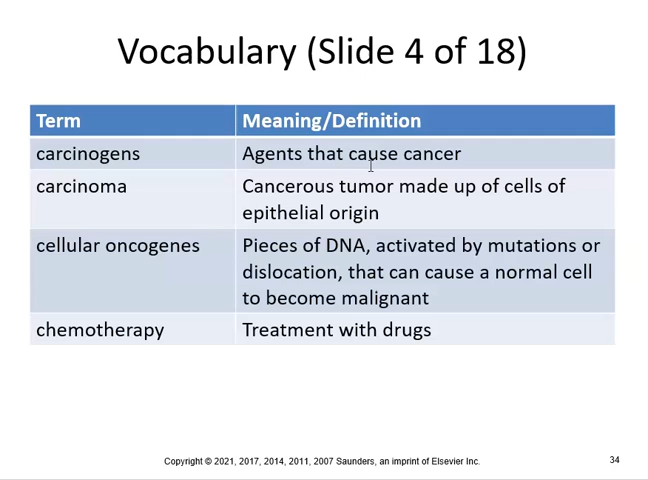 Vocabulary (Slide 4 of 18)
Term Meaning/Definition
carcinogens Agents that cause cancer
carcinoma Cancerous tumor made up of cells of
epithelial origin
cellular oncogenes Pieces of DNA, activated by mutations or
dislocation, that can cause a normal cell
to become malignant
chemotherapy Treatment with drugs
Copyright © 2021, 2017, 2014, 2011, 2007 Saunders, an imprint of Elsevier Inc. 34